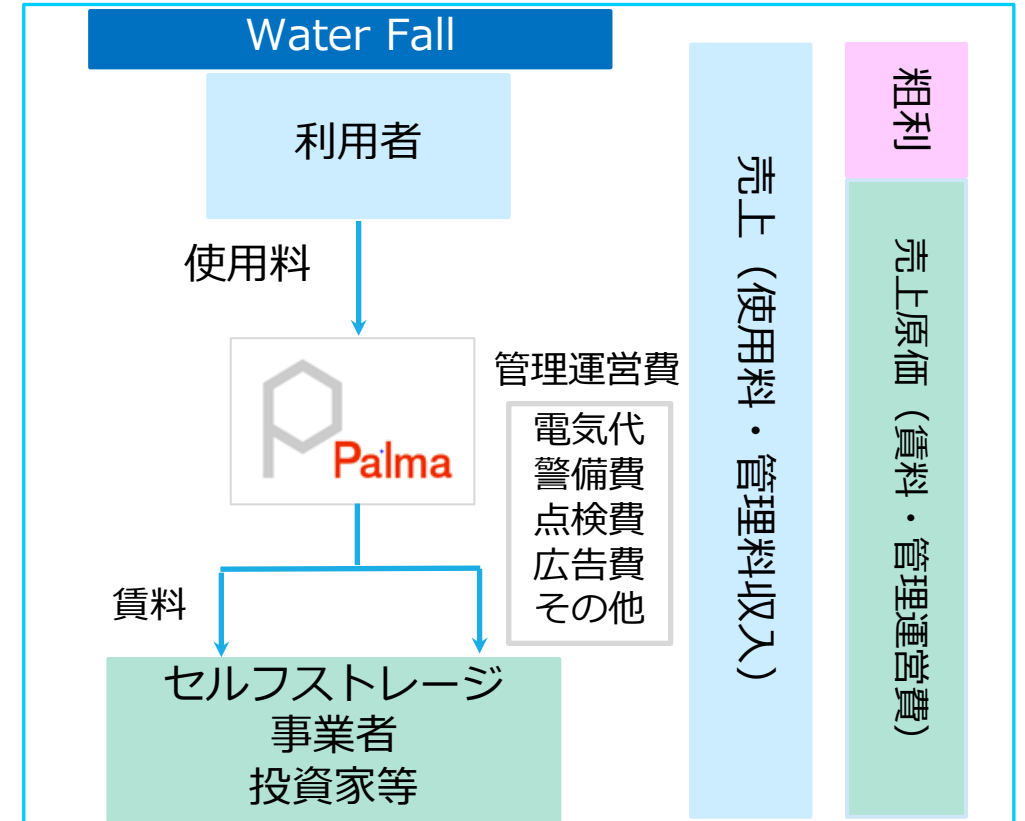 Water Fall
利用者
使用料
Palma
管理運営費
電気代
警備費
点検費
広告費
その他
賃料
セルフストレージ
事業者
投資家等
売上（使用料・管理料収入）
粗利
売上原価（賃料・管理運営費）